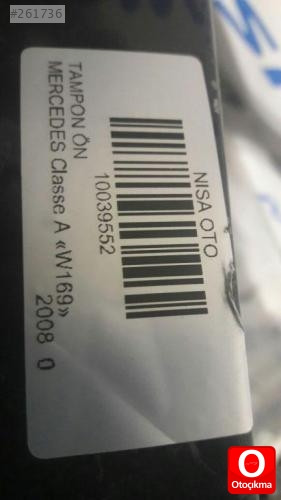 #261736
NISA OTO
10039552
TAMPON ÖN
MERCEDES Classe A «W169»
2008 0
Otoçıkma